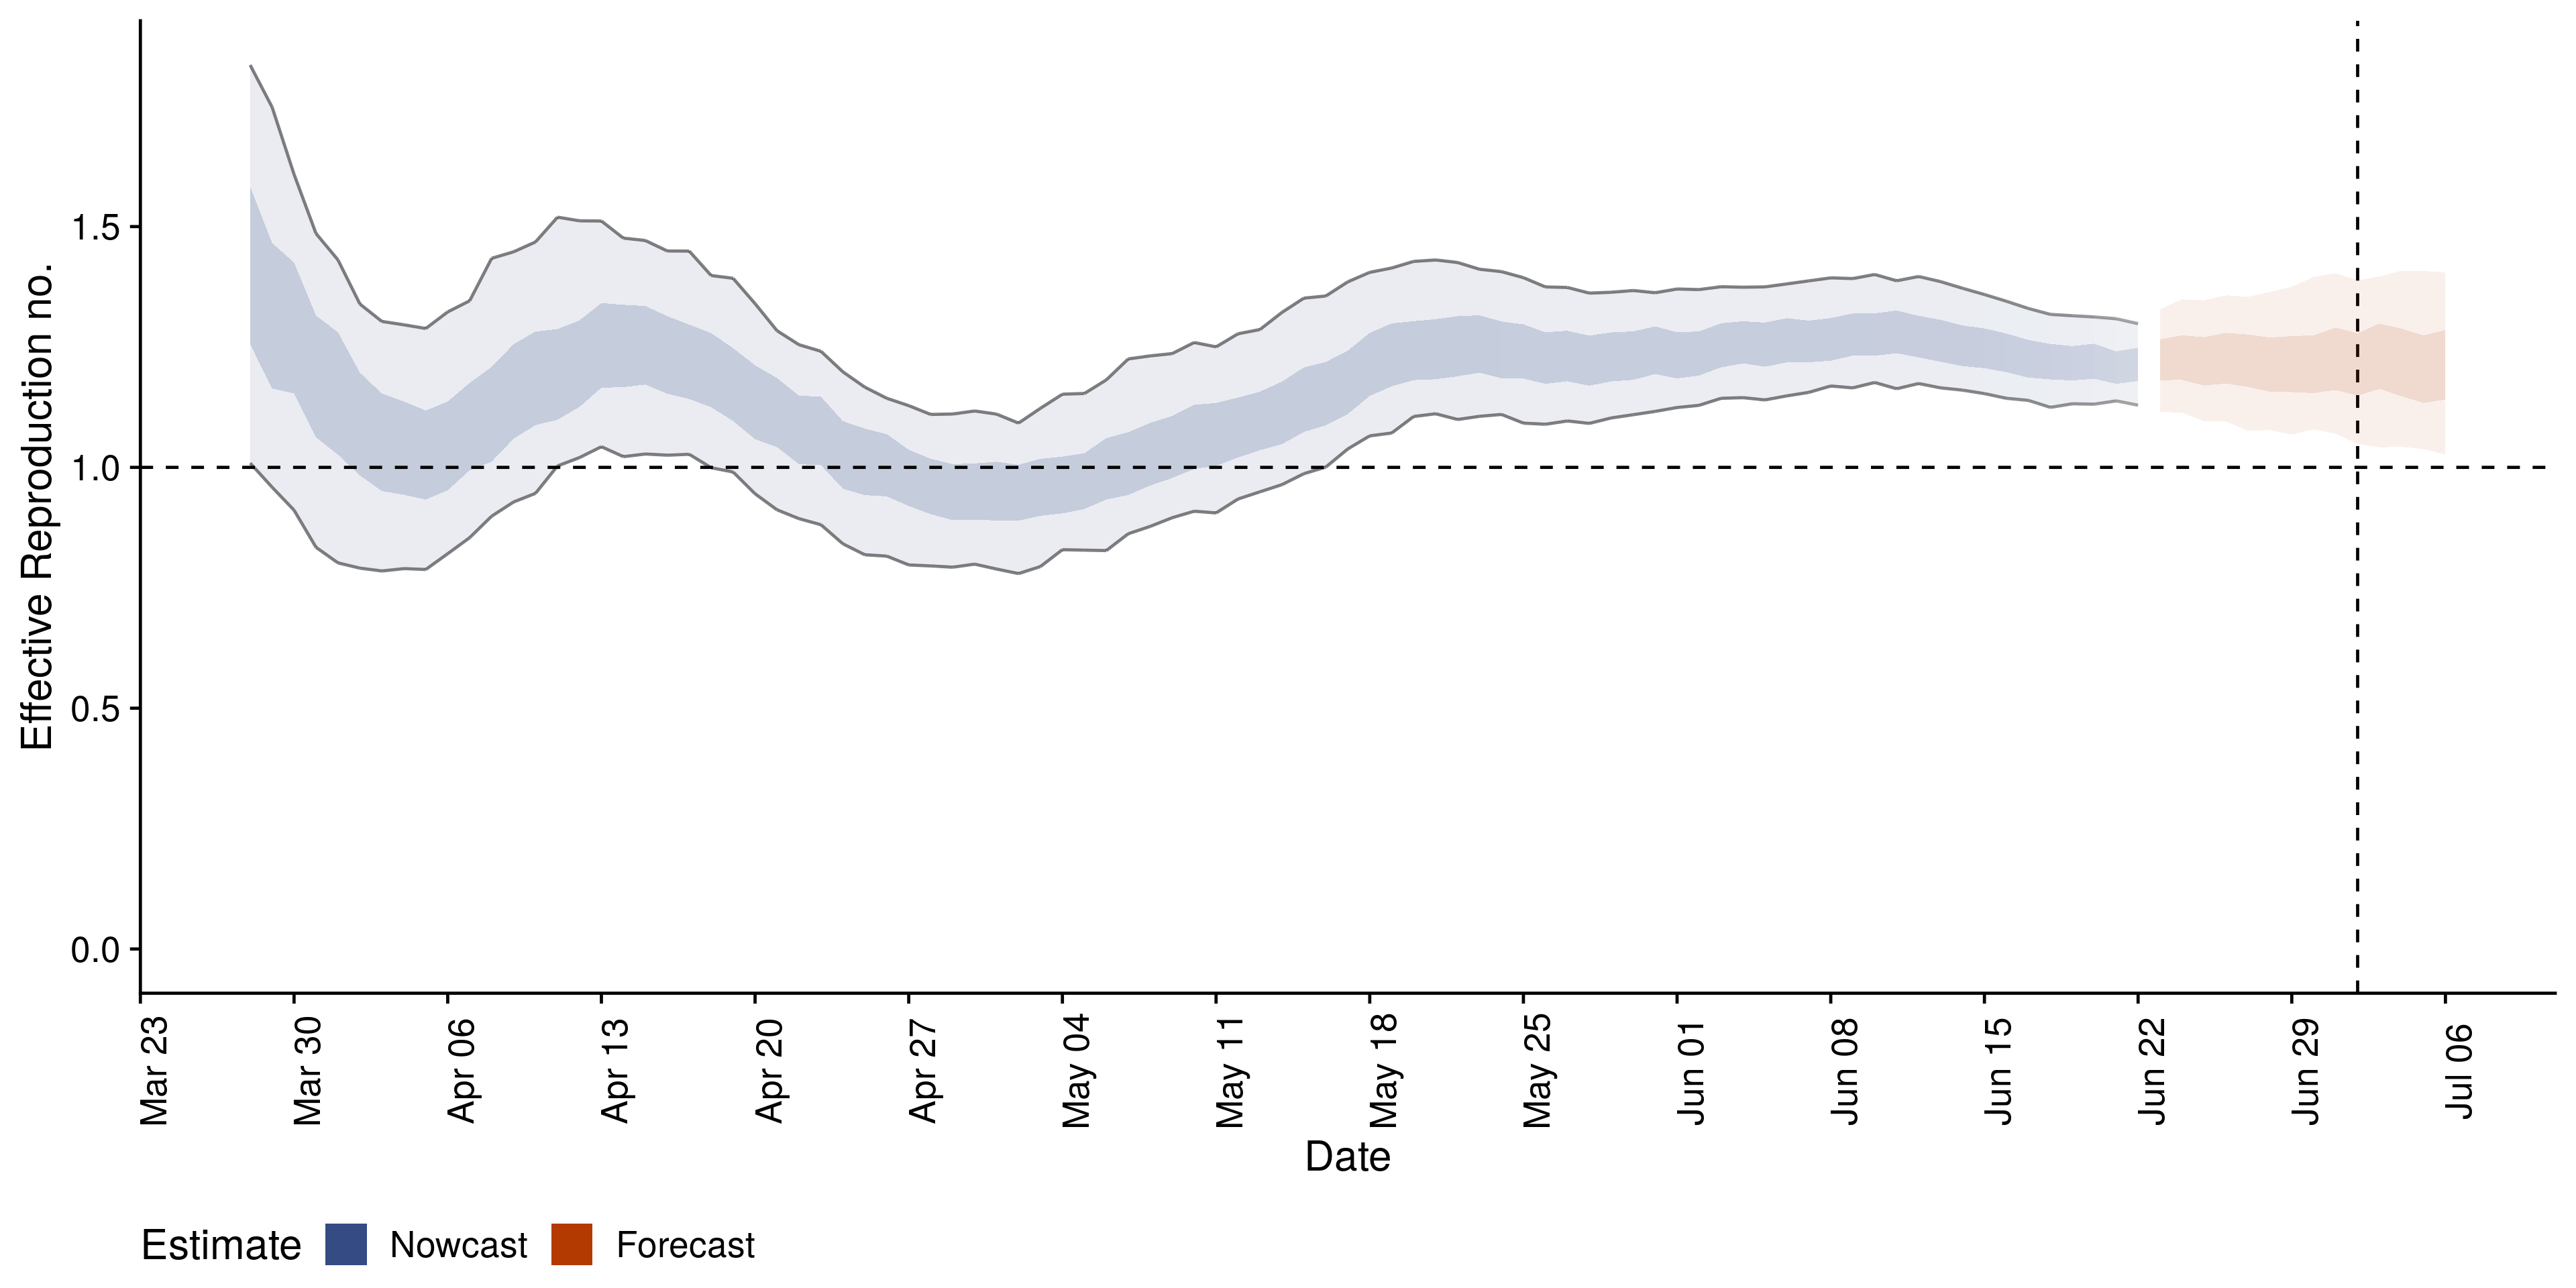 Effective Reproduction no.
1.5
1.0
0.5
0.0
Mar 23
Mar 30
Apr 06
Apr 13
Apr 20
Apr 27
May 04
May 11
May 18
May 25
Jun 01
Jun 08
Jun 15
Jun 22
Jun 29
Jul 06
Date
Estimate Nowcast Forecast